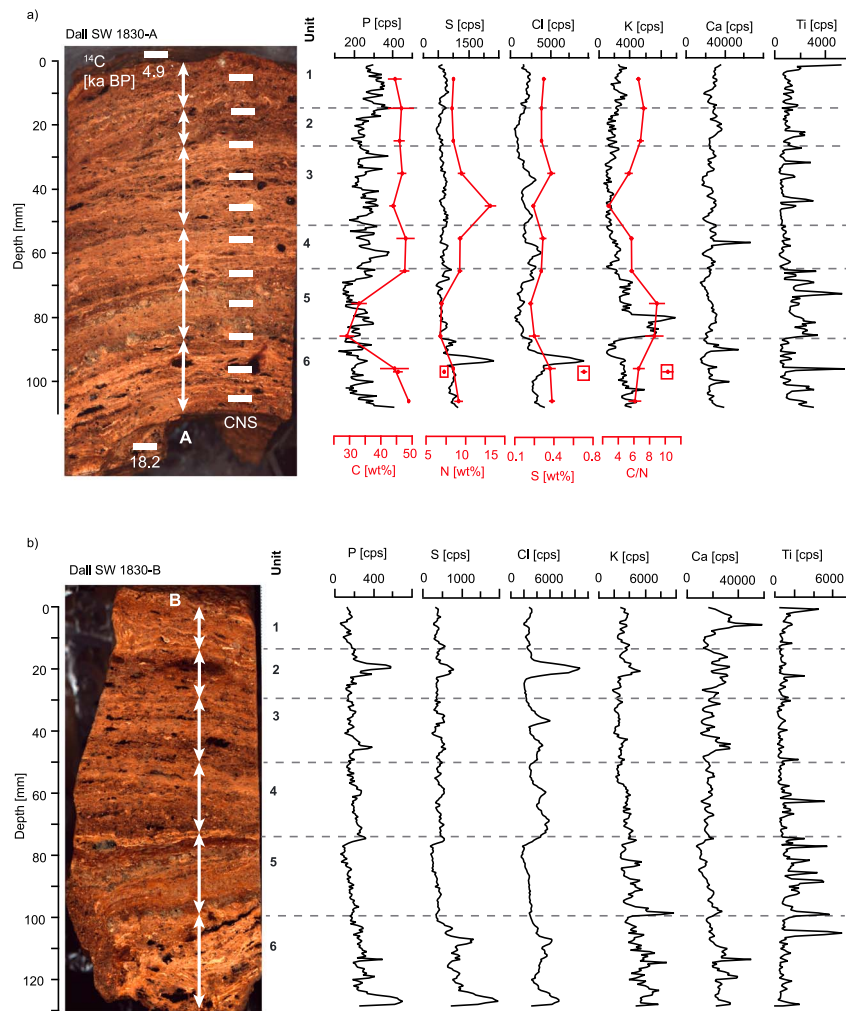 a)
Dall SW 1830-A
Unit
P [cps]
S [cps]
Cl [cps]
K [cps]
Ca [cps]
Ti [cps]
200 400
0 1500
0 5000
4000
0 40000
0 4000
¹⁴C
[ka BP]
4.9
0
20
40
60
80
100
Depth [mm]
1
2
3
4
5
6
A
CNS
18.2
30 40 50
5 10 15
0.1 0.4 0.8
4 6 8 10
C [wt%]
N [wt%]
S [wt%]
C/N
b)
Dall SW 1830-B
Unit
P [cps]
S [cps]
Cl [cps]
K [cps]
Ca [cps]
Ti [cps]
0 400
0 1000
0 6000
0 6000
0 40000
0 6000
B
0
20
40
60
80
100
120
Depth [mm]
1
2
3
4
5
6